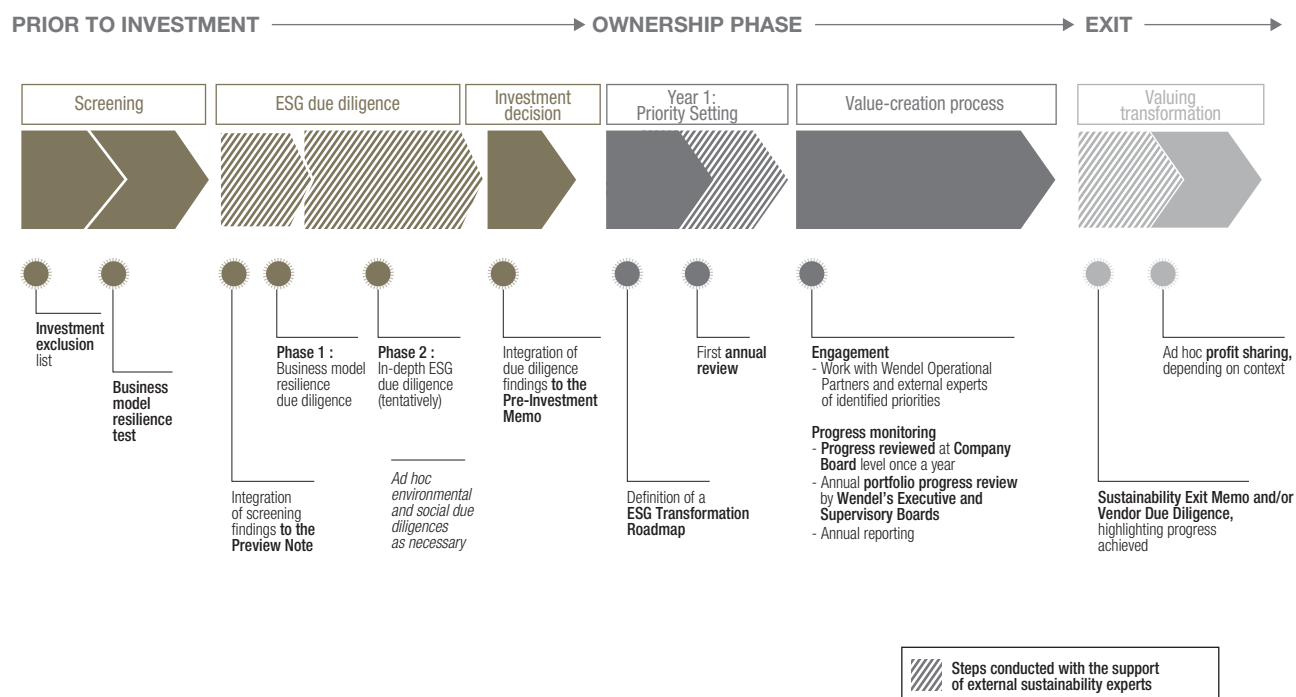 PRIOR TO INVESTMENT
OWNERSHIP PHASE
EXIT
Screening
ESG due diligence
Investment
decision
Year 1:
Priority Setting
Value-creation process
Valuing
transformation
Investment
exclusion
list
Business
model
resilience
test
Integration
of screening
findings to the
Preview Note
Phase 1 :
Business model
resilience
due diligence
Phase 2 :
In-depth ESG
due diligence
(tentatively)
Ad hoc
environmental
and social due
diligences
as necessary
Integration of
due diligence
findings to the
Pre-Investment
Memo
Definition of a
ESG Transformation
Roadmap
First annual
review
Engagement
- Work with Wendel Operational
Partners and external experts
of identified priorities
Progress monitoring
- Progress reviewed at Company
Board level once a year
- Annual portfolio progress review
by Wendel's Executive and
Supervisory Boards
- Annual reporting
Sustainability Exit Memo and/or
Vendor Due Diligence,
highlighting progress
achieved
Ad hoc profit sharing,
depending on context
Steps conducted with the support
of external sustainability experts